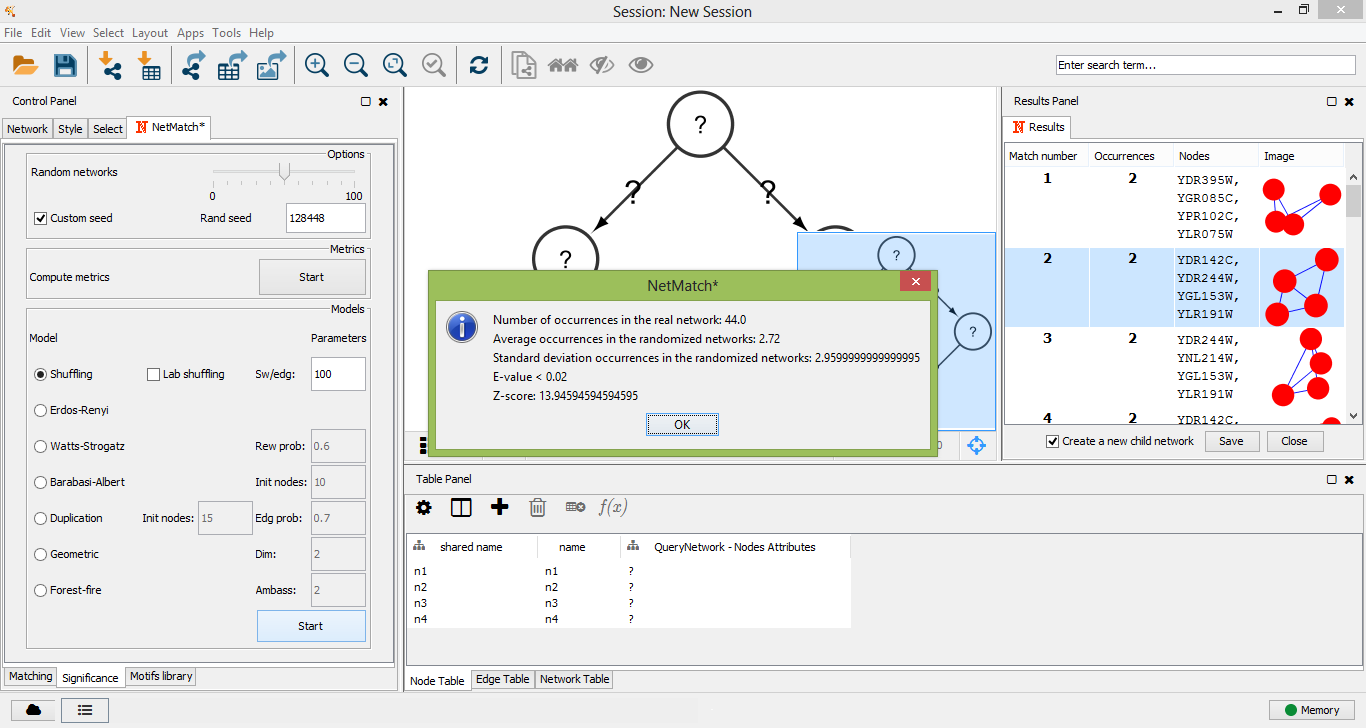 Session: New Session
File Edit View Select Layout Apps Tools Help
Enter search term...
Control Panel
Network Style Select NetMatch*
Options
Random networks
0 100
Custom seed Rand seed 128448
Metrics
Compute metrics Start
Models
Model Parameters
Shuffling Lab shuffling Sw/edg: 100
Erdos-Renyi
Watts-Strogatz Rew prob: 0.6
Barabasi-Albert Init nodes: 10
Duplication Init nodes: 15 Edg prob: 0.7
Geometric Dim: 2
Forest-fire Ambass: 2
Start
Matching Significance Motifs library
?
? ?
?
?
?
NetMatch*
Number of occurrences in the real network: 44.0
Average occurrences in the randomized networks: 2.72
Standard deviation occurrences in the randomized networks: 2.9599999999999995
E-value < 0.02
Z-score: 13.94594594594595
OK
Results Panel
Results
Match number Occurrences Nodes Image
1 2 YDR395W,
YGR085C,
YPR102C,
YLR075W
2 2 YDR142C,
YDR244W,
YGL153W,
YLR191W
3 2 YDR244W,
YNL214W,
YGL153W,
YLR191W
4 2 YDR142C,
Create a new child network Save Close
Table Panel
f(x)
shared name name QueryNetwork - Nodes Attributes
n1 n1 ?
n2 n2 ?
n3 n3 ?
n4 n4 ?
Node Table Edge Table Network Table
Memory